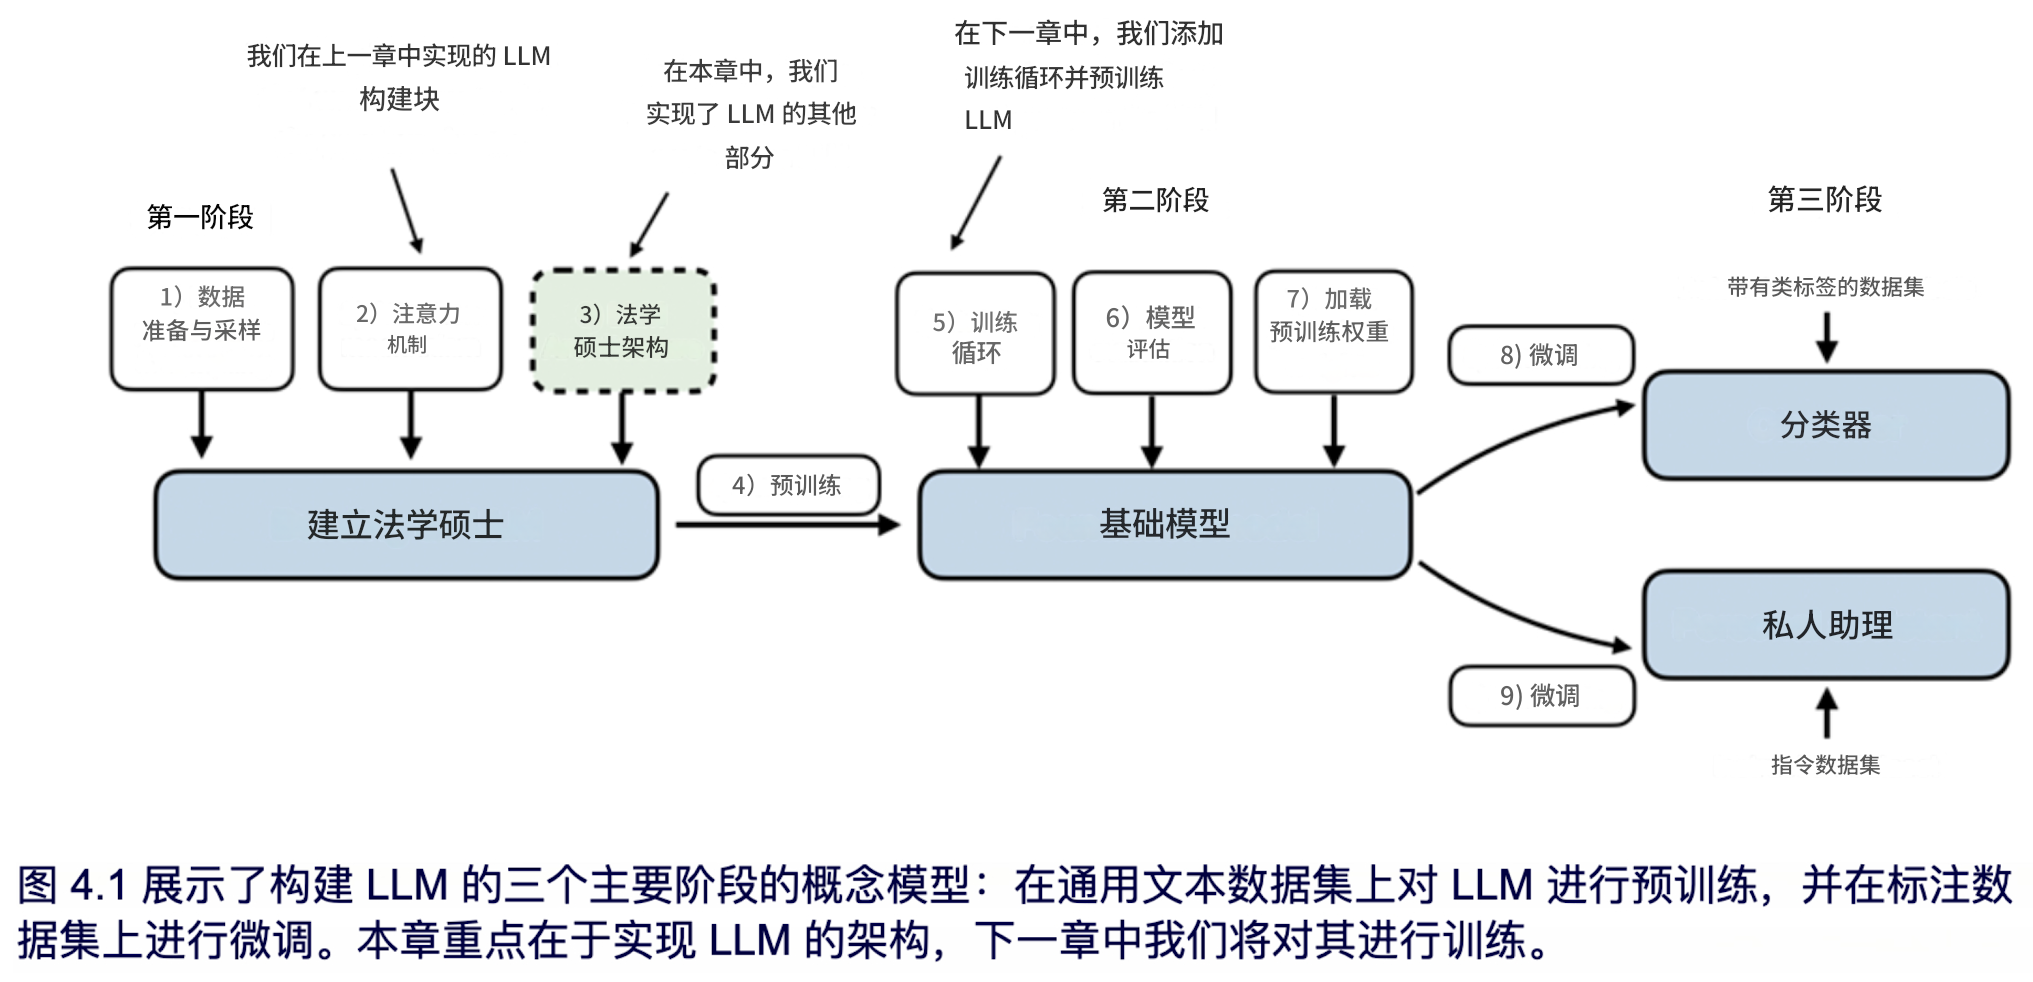 我们在上一章中实现的 LLM
构建块
在本章中，我们
实现了 LLM 的其他
部分
在下一章中，我们添加
训练循环并预训练
LLM
第一阶段
第二阶段
第三阶段
1）数据
准备与采样
2）注意力
机制
3）法学
硕士架构
5）训练
循环
6）模型
评估
7）加载
预训练权重
带有类标签的数据集
8) 微调
分类器
4）预训练
建立法学硕士
基础模型
私人助理
9) 微调
指令数据集
图 4.1 展示了构建 LLM 的三个主要阶段的概念模型：在通用文本数据集上对 LLM 进行预训练，并在标注数
据集上进行微调。本章重点在于实现 LLM 的架构，下一章中我们将对其进行训练。